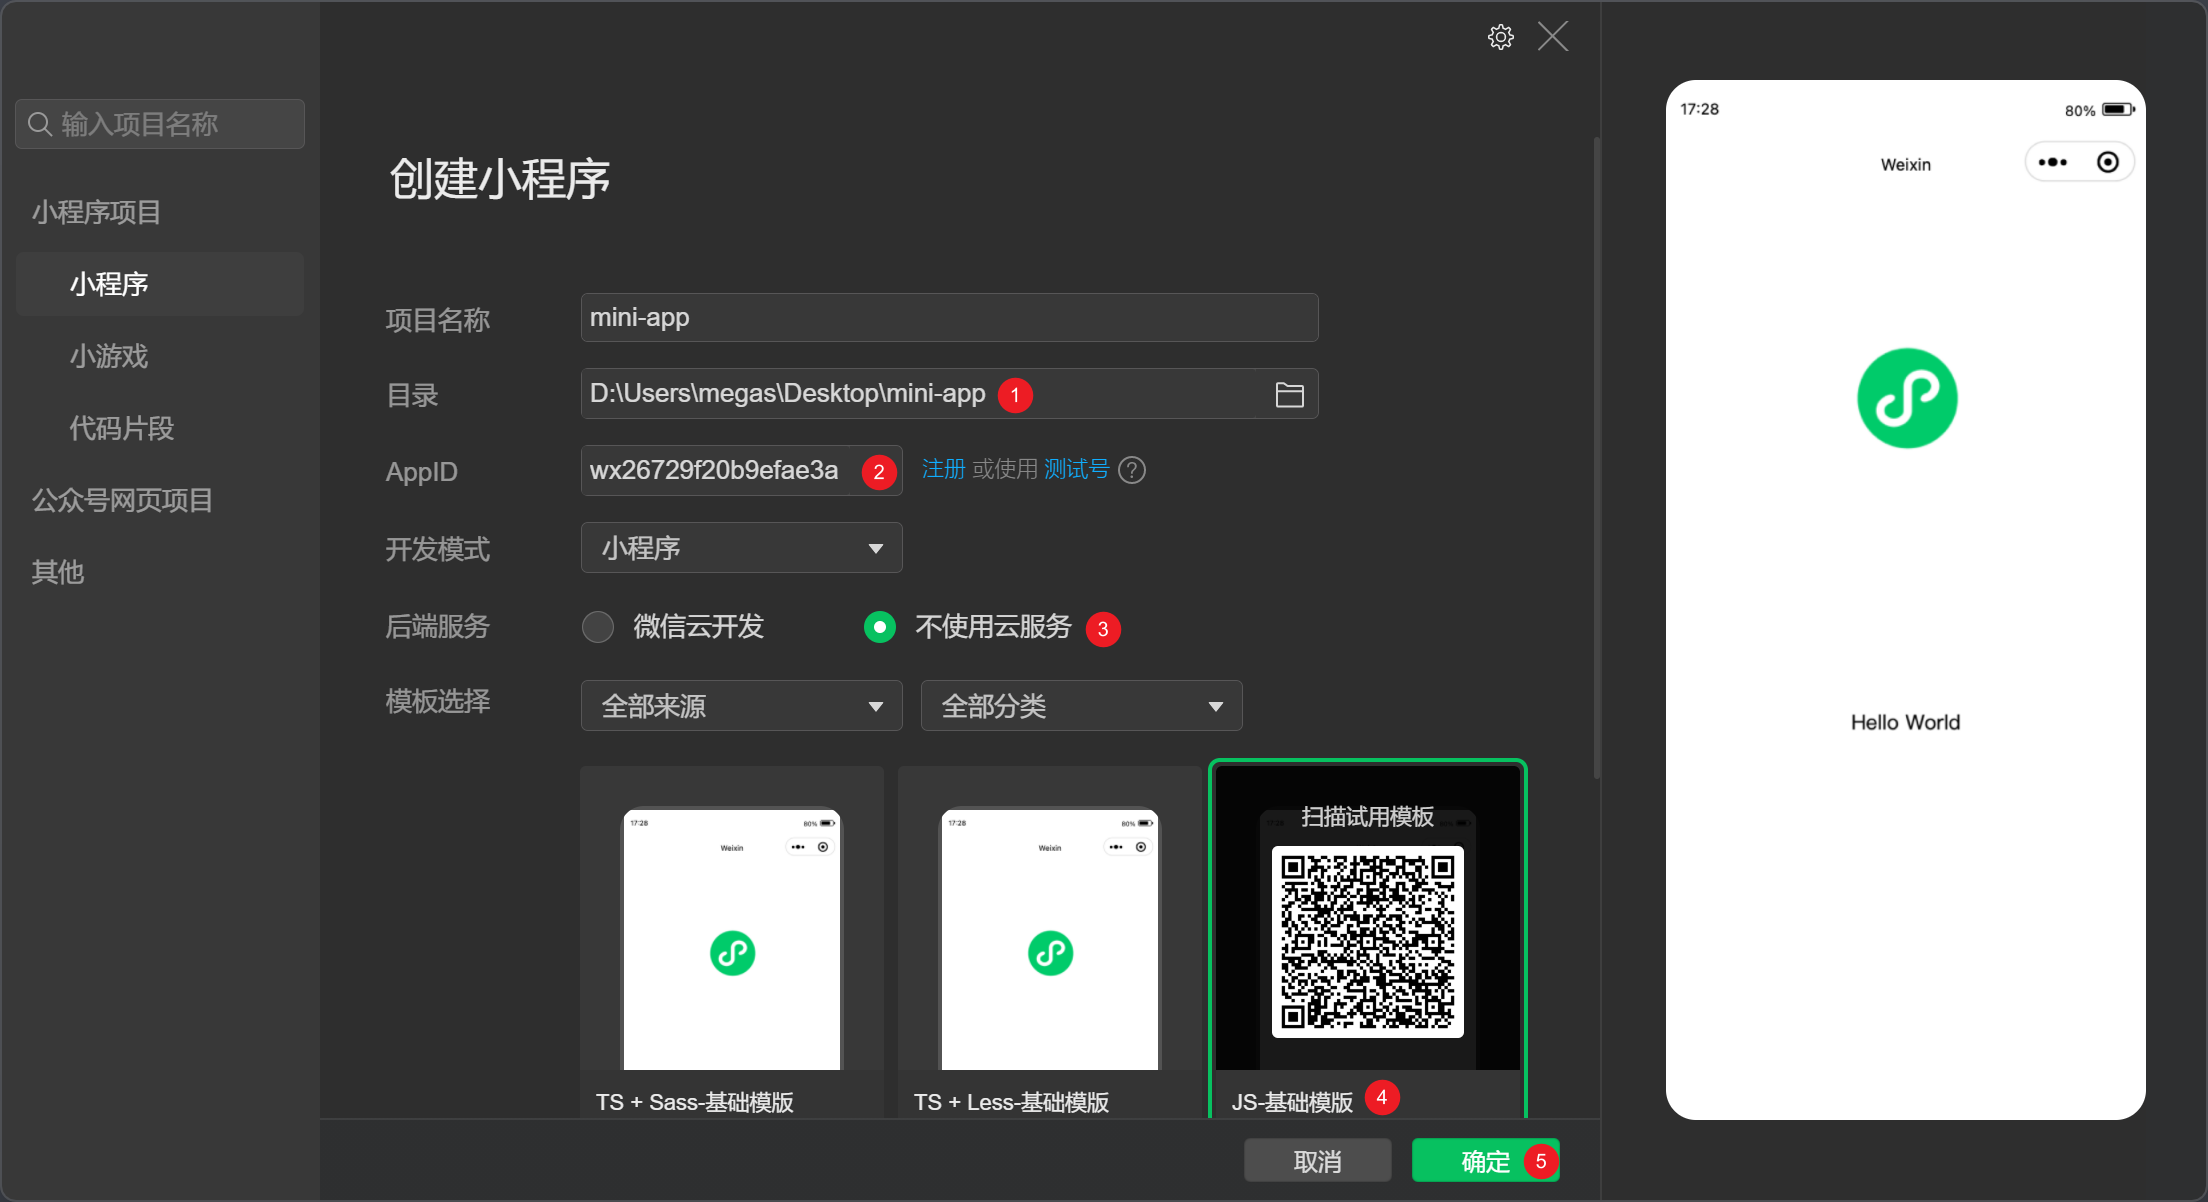 输入项目名称
小程序项目
小程序
小游戏
代码片段
公众号网页项目
其他
创建小程序
项目名称
mini-app
目录
D:\Users\megas\Desktop\mini-app 1
AppID
wx26729f20b9efae3a 2
注册 或使用 测试号 ?
开发模式
小程序
后端服务
微信云开发
不使用云服务 3
模板选择
全部来源
全部分类
17:28 80%
Weixin
TS + Sass-基础模版
17:28 80%
Weixin
TS + Less-基础模版
扫描试用模板
JS-基础模版 4
取消
确定 5
17:28 80%
Weixin
Hello World